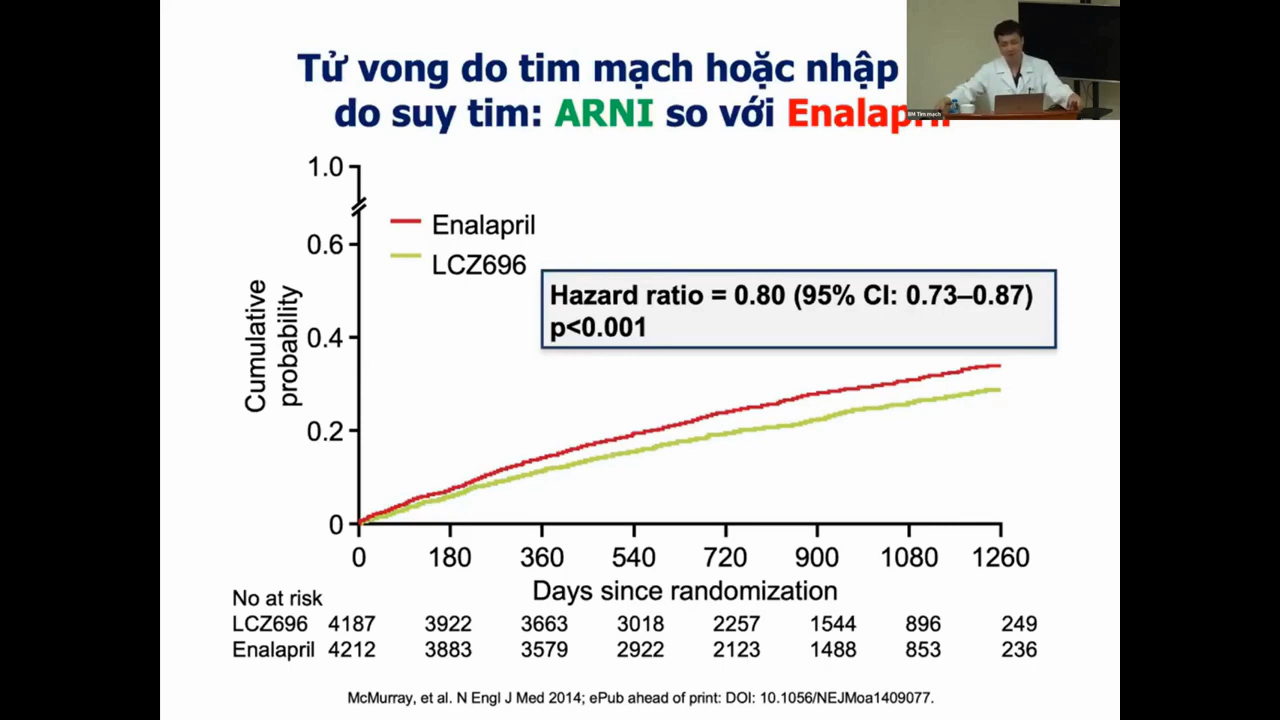 Tử vong do tim mạch hoặc nhập
do suy tim: ARNI so với Enalapril
BM Tim mạch
1.0
Enalapril
0.6
LCZ696
Hazard ratio = 0.80 (95% CI: 0.73–0.87)
p<0.001
Cumulative
probability
0.4
0.2
0
0 180 360 540 720 900 1080 1260
Days since randomization
No at risk
LCZ696 4187 3922 3663 3018 2257 1544 896 249
Enalapril 4212 3883 3579 2922 2123 1488 853 236
McMurray, et al. N Engl J Med 2014; ePub ahead of print: DOI: 10.1056/NEJMoa1409077.